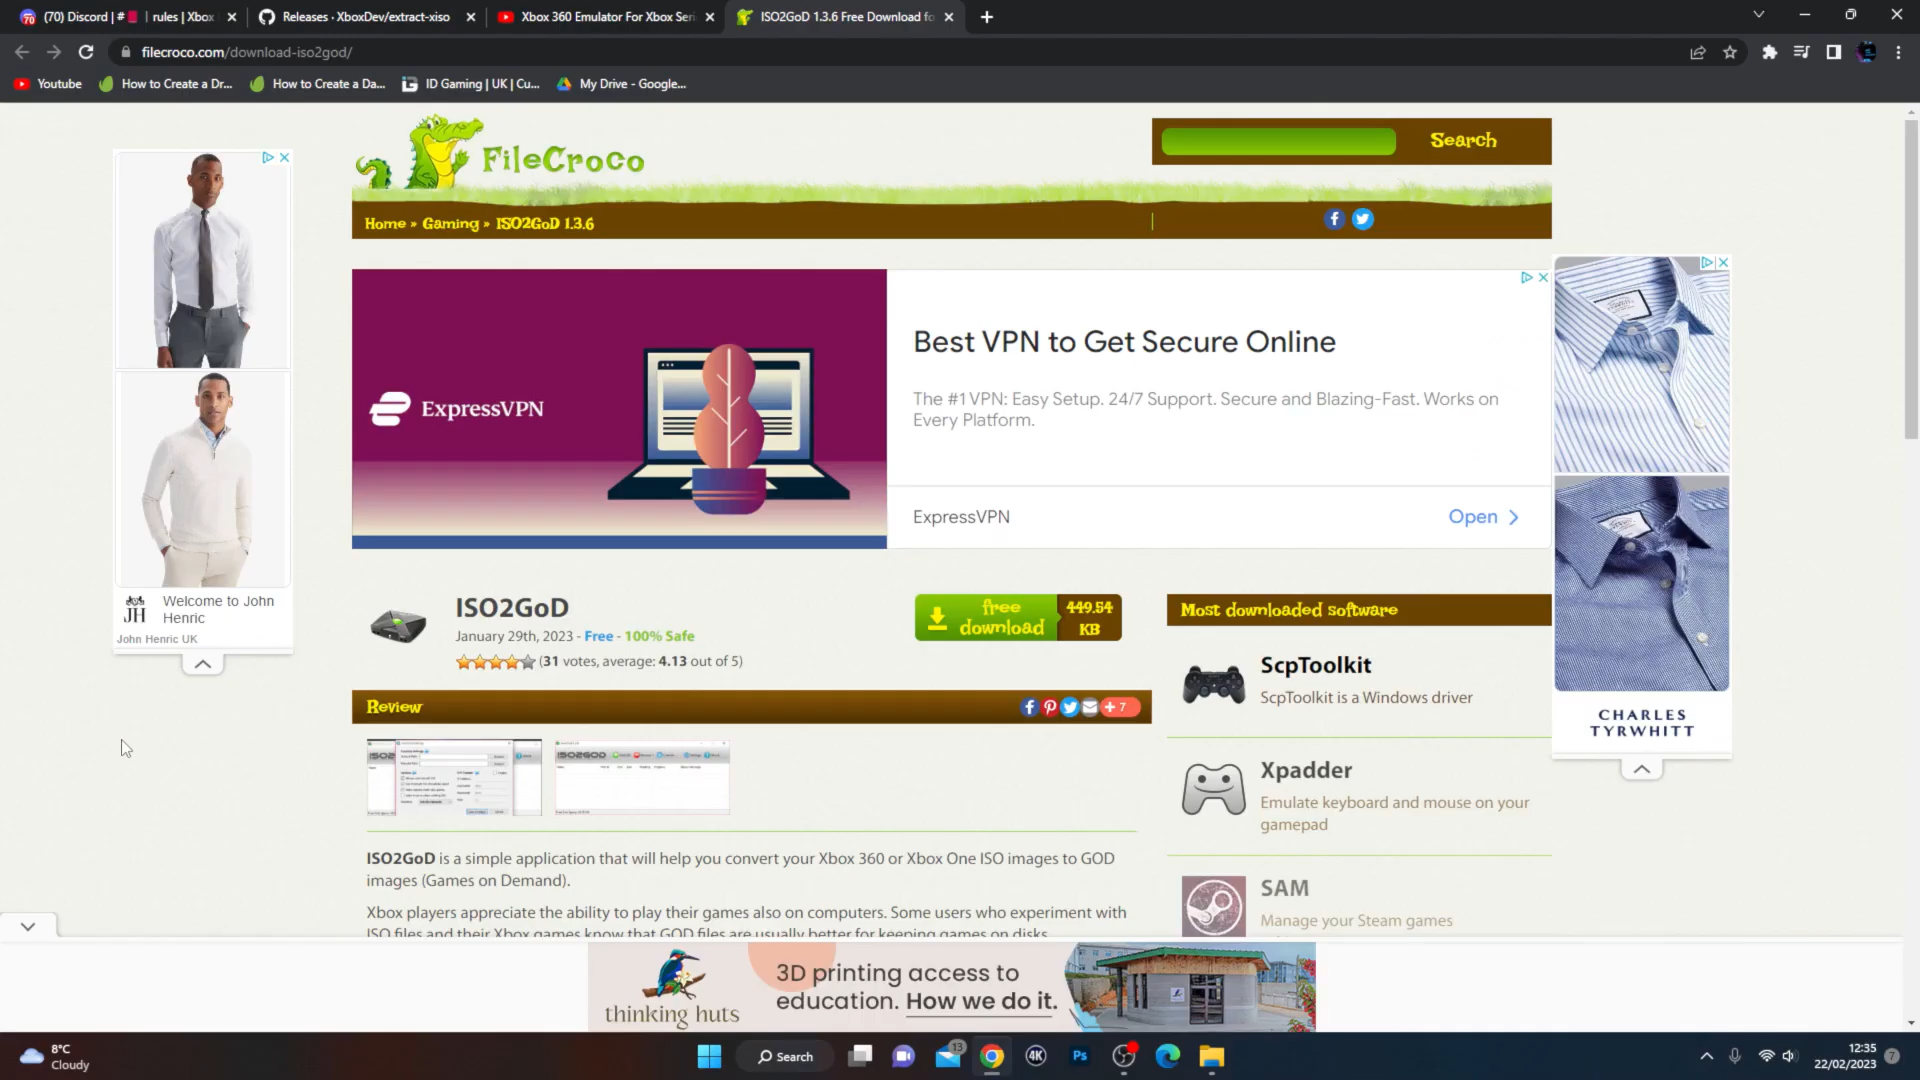 (70) Discord | # | rules | Xbox
Releases · XboxDev/extract-xiso
Xbox 360 Emulator For Xbox Seri
ISO2GoD 1.3.6 Free Download fo
filecroco.com/download-iso2god/
Youtube
How to Create a Dr...
How to Create a Da...
ID Gaming | UK | Cu...
My Drive - Google...
FileCroco
Search
Home » Gaming » ISO2GoD 1.3.6
ExpressVPN
Best VPN to Get Secure Online
The #1 VPN: Easy Setup. 24/7 Support. Secure and Blazing-Fast. Works on
Every Platform.
ExpressVPN
Open
JH
Welcome to John
Henric
John Henric UK
CHARLES
TYRWHITT
ISO2GoD
January 29th, 2023 - Free - 100% Safe
(31 votes, average: 4.13 out of 5)
free
download
449.54
KB
Review
+ 7
ISO2GoD is a simple application that will help you convert your Xbox 360 or Xbox One ISO images to GOD
images (Games on Demand).
Xbox players appreciate the ability to play their games also on computers. Some users who experiment with
ISO files and their Xbox games know that GOD files are usually better for keeping games on disks.
Most downloaded software
ScpToolkit
ScpToolkit is a Windows driver
Xpadder
Emulate keyboard and mouse on your
gamepad
SAM
Manage your Steam games
thinking huts
3D printing access to
education. How we do it.
8°C
Cloudy
Search
13
4K
Ps
12:35
22/02/2023
7